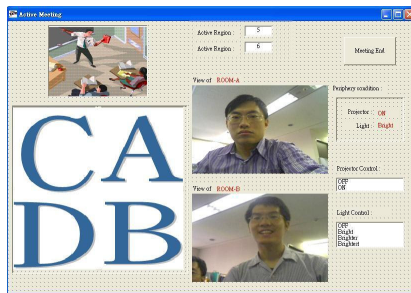 Active Meeting
Active Region : 5
Active Region : 6
Meeting End
View of ROOM-A
Periphery condition :
Projector : ON
Light : Bright
CA
DB
Projector Control :
OFF
ON
View of ROOM-B
Light Control :
OFF
Bright
Brighter
Brightest